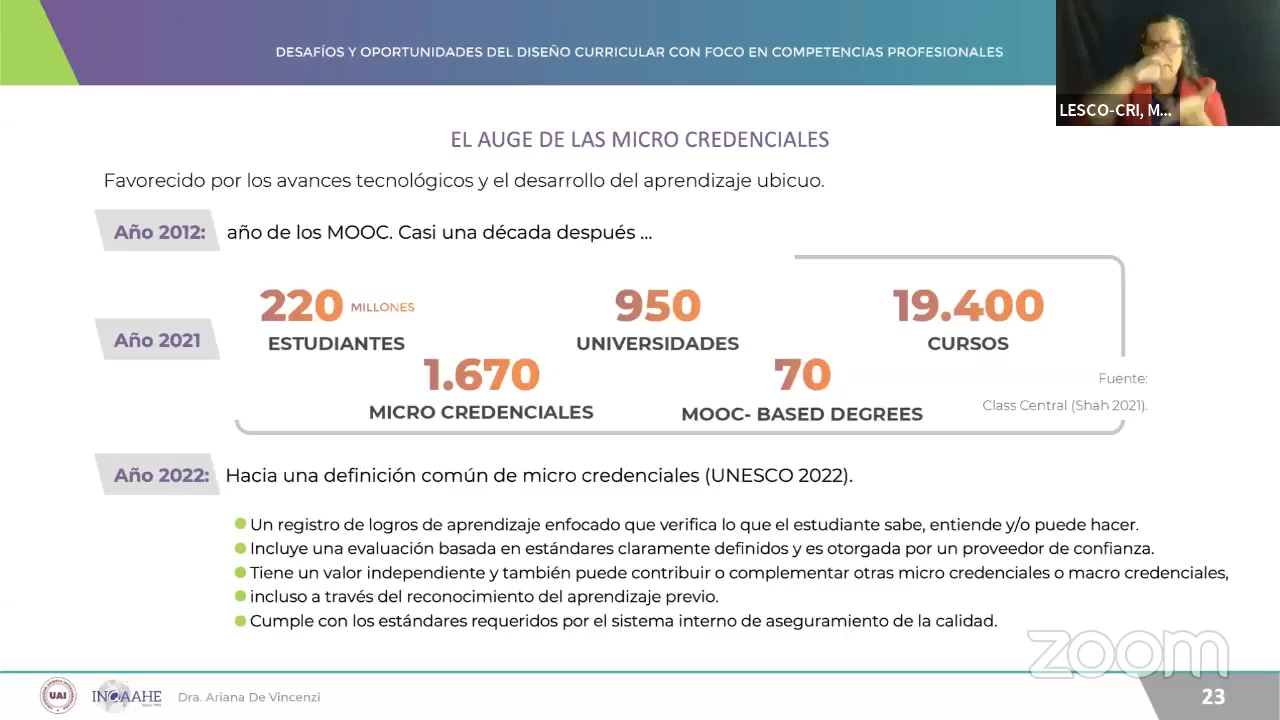 DESAFÍOS Y OPORTUNIDADES DEL DISEÑO CURRICULAR CON FOCO EN COMPETENCIAS PROFESIONALES
LESCO-CRI, M...
EL AUGE DE LAS MICRO CREDENCIALES
Favorecido por los avances tecnológicos y el desarrollo del aprendizaje ubicuo.
Año 2012: año de los MOOC. Casi una década después ...
Año 2021
220 MILLONES
ESTUDIANTES
950
UNIVERSIDADES
19.400
CURSOS
1.670
MICRO CREDENCIALES
70
MOOC- BASED DEGREES
Fuente:
Class Central (Shah 2021).
Año 2022: Hacia una definición común de micro credenciales (UNESCO 2022).
Un registro de logros de aprendizaje enfocado que verifica lo que el estudiante sabe, entiende y/o puede hacer.
Incluye una evaluación basada en estándares claramente definidos y es otorgada por un proveedor de confianza.
Tiene un valor independiente y también puede contribuir o complementar otras micro credenciales o macro credenciales,
incluso a través del reconocimiento del aprendizaje previo.
Cumple con los estándares requeridos por el sistema interno de aseguramiento de la calidad.
zoom
UAI
INQAAHE
Dra. Ariana De Vincenzi
23